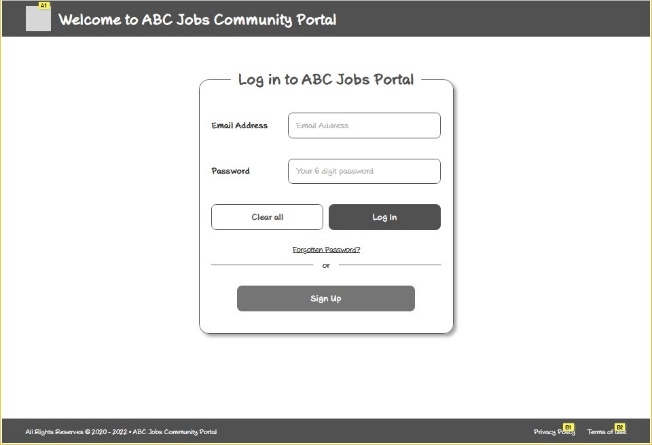 A1
Welcome to ABC Jobs Community Portal
Log in to ABC Jobs Portal
Email Address Email Address
Password Your 6 digit password
Clear all Log In
Forgotten Password?
or
Sign Up
All Rights Reserves © 2020 - 2022 • ABC Jobs Community Portal Privacy Policy B1 Terms of Use B2